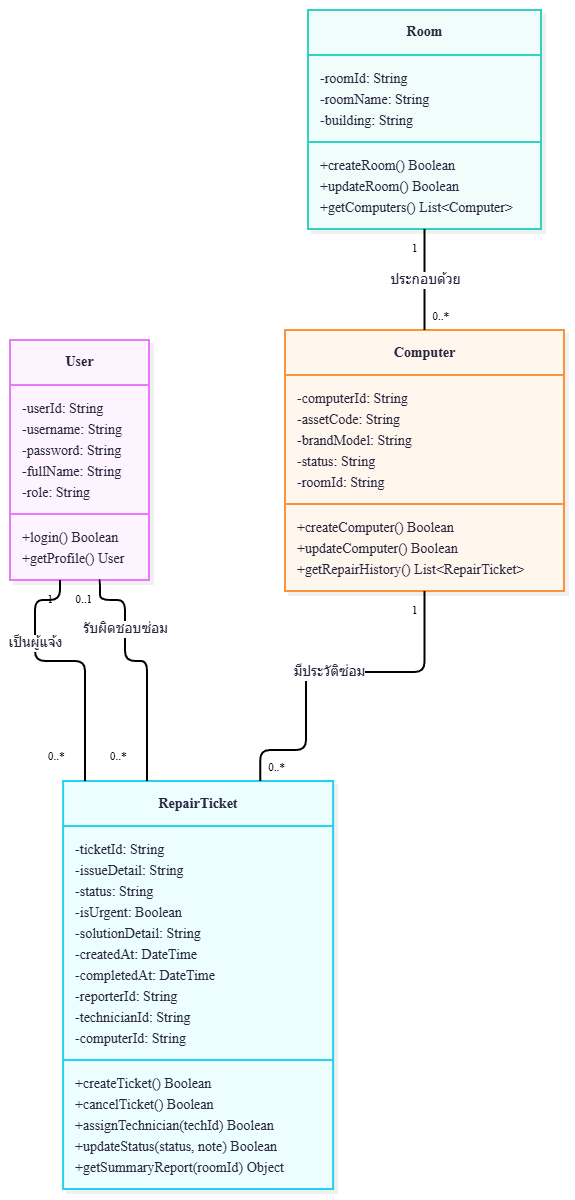 Room
-roomId: String
-roomName: String
-building: String
+createRoom() Boolean
+updateRoom() Boolean
+getComputers() List<Computer>
1
ประกอบด้วย
0..*
Computer
-computerId: String
-assetCode: String
-brandModel: String
-status: String
-roomId: String
+createComputer() Boolean
+updateComputer() Boolean
+getRepairHistory() List<RepairTicket>
User
-userId: String
-username: String
-password: String
-fullName: String
-role: String
+login() Boolean
+getProfile() User
1
0..1
1
เป็นผู้แจ้ง
รับผิดชอบซ่อม
มีประวัติซ่อม
0..*
0..*
0..*
RepairTicket
-ticketId: String
-issueDetail: String
-status: String
-isUrgent: Boolean
-solutionDetail: String
-createdAt: DateTime
-completedAt: DateTime
-reporterId: String
-technicianId: String
-computerId: String
+createTicket() Boolean
+cancelTicket() Boolean
+assignTechnician(techId) Boolean
+updateStatus(status, note) Boolean
+getSummaryReport(roomId) Object